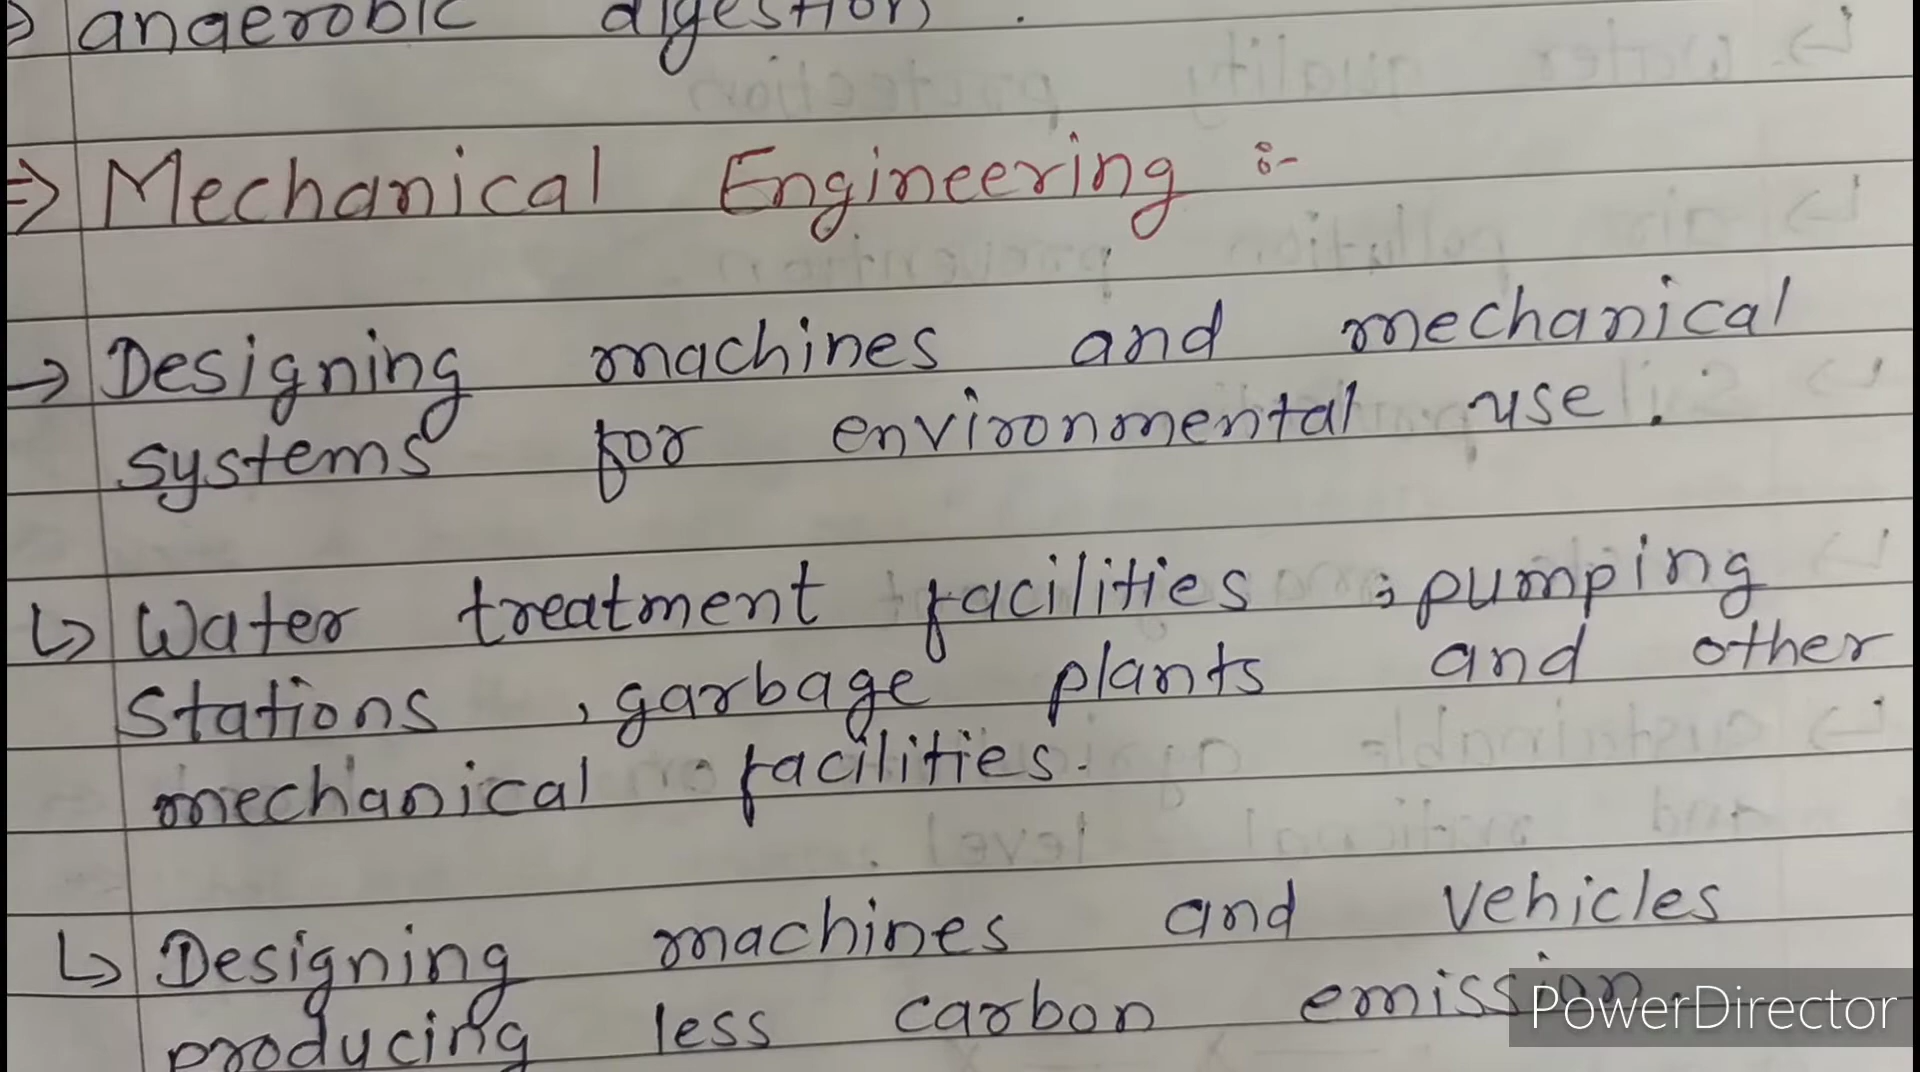 ⇒ anaerobic digestion .
⇒ Mechanical Engineering :-
→ Designing machines and mechanical
systems for environmental use .
↳ Water treatment facilities , pumping
stations , garbage plants and other
mechanical facilities .
↳ Designing machines and vehicles
producing less carbon emission .
PowerDirector